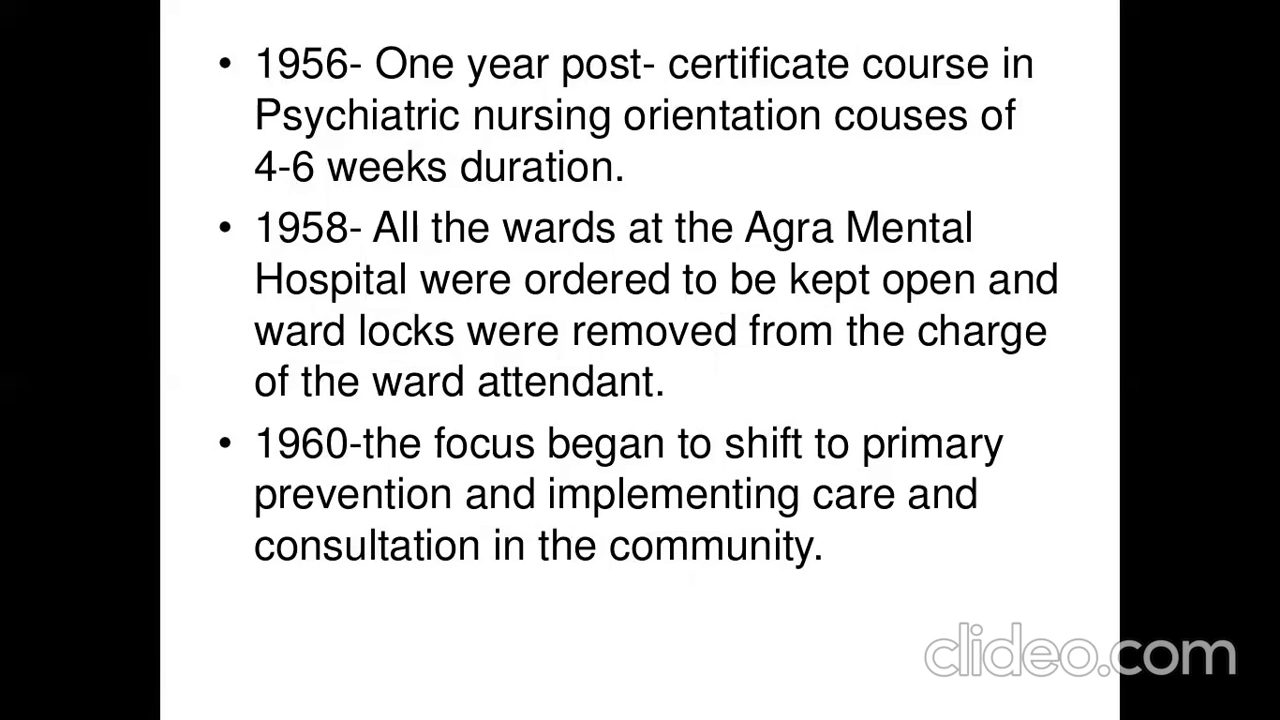 • 1956- One year post- certificate course in
Psychiatric nursing orientation couses of
4-6 weeks duration.
• 1958- All the wards at the Agra Mental
Hospital were ordered to be kept open and
ward locks were removed from the charge
of the ward attendant.
• 1960-the focus began to shift to primary
prevention and implementing care and
consultation in the community.
clideo.com